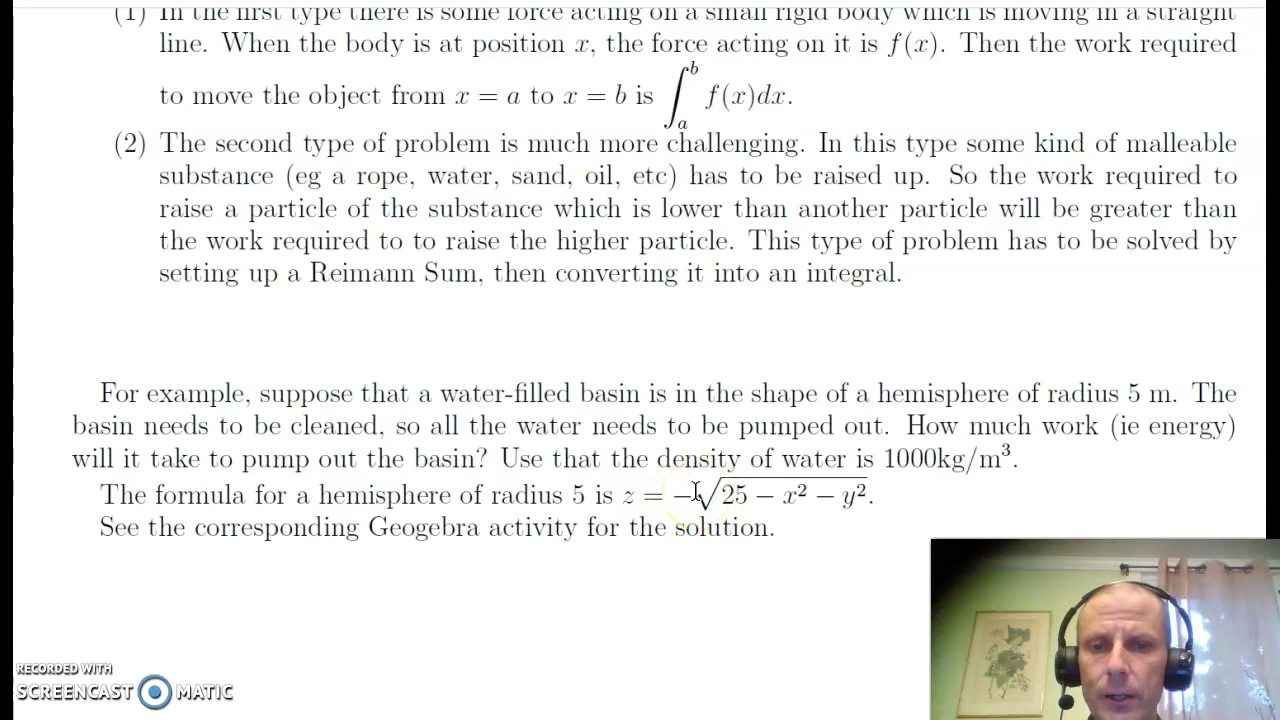 (1) In the first type there is some force acting on a small rigid body which is moving in a straight
line. When the body is at position x, the force acting on it is f(x). Then the work required
to move the object from x = a to x = b is ∫_a^b f(x)dx.
(2) The second type of problem is much more challenging. In this type some kind of malleable
substance (eg a rope, water, sand, oil, etc) has to be raised up. So the work required to
raise a particle of the substance which is lower than another particle will be greater than
the work required to to raise the higher particle. This type of problem has to be solved by
setting up a Reimann Sum, then converting it into an integral.
For example, suppose that a water-filled basin is in the shape of a hemisphere of radius 5 m. The
basin needs to be cleaned, so all the water needs to be pumped out. How much work (ie energy)
will it take to pump out the basin? Use that the density of water is 1000kg/m³.
The formula for a hemisphere of radius 5 is z = −√(25 − x² − y²).
See the corresponding Geogebra activity for the solution.
RECORDED WITH
SCREENCAST MATIC